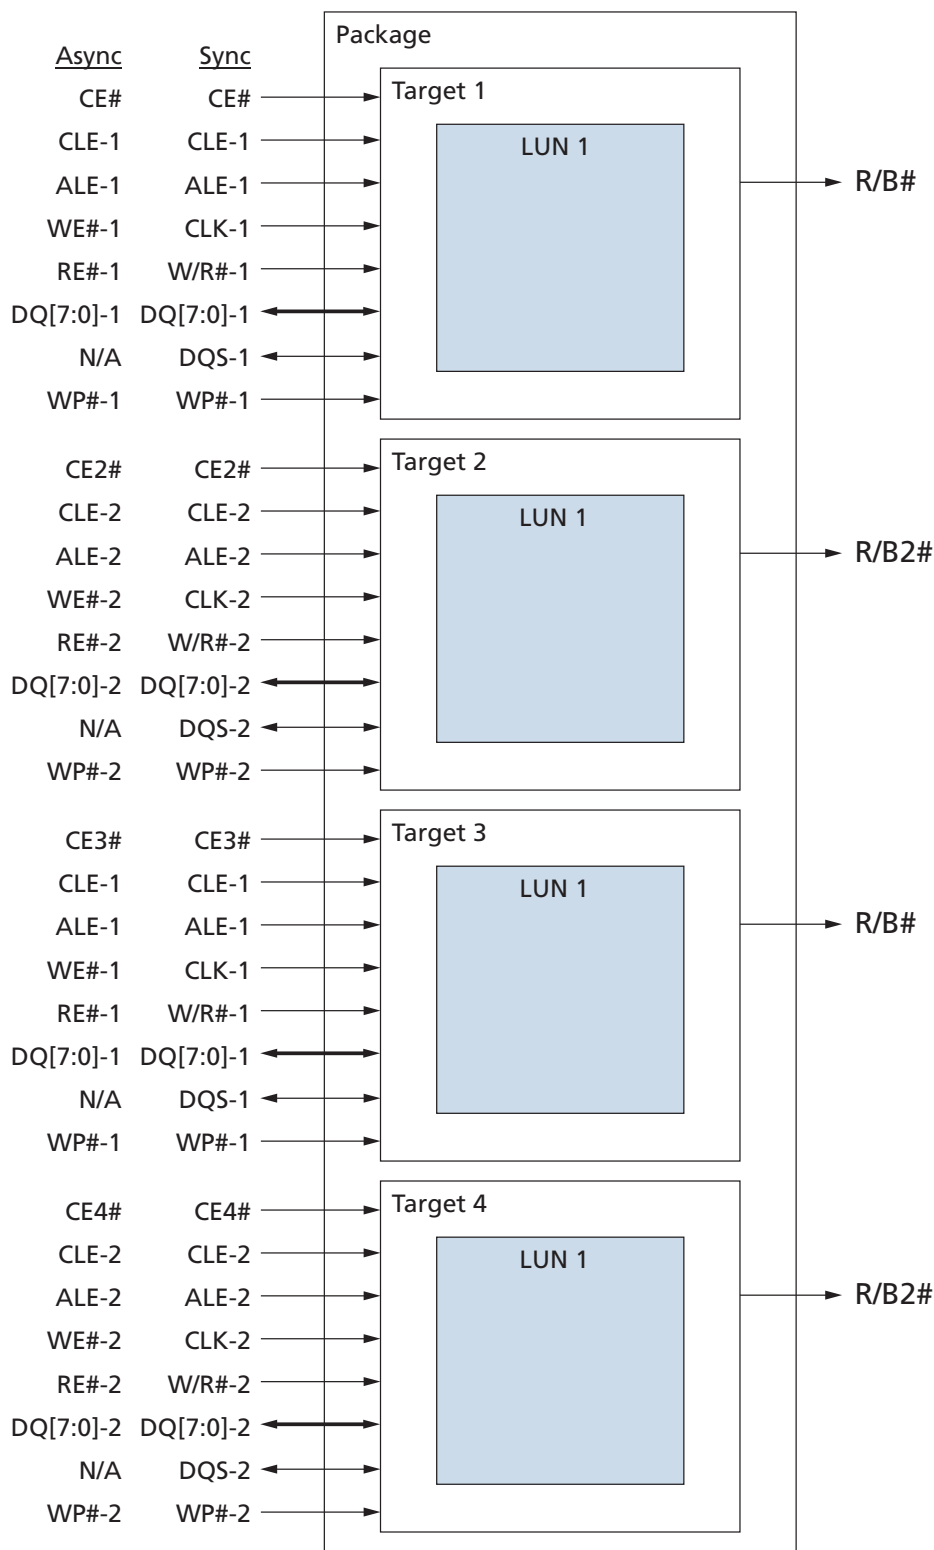 Package
Async Sync
Target 1
CE# CE#
LUN 1
CLE-1 CLE-1
ALE-1 ALE-1 R/B#
WE#-1 CLK-1
RE#-1 W/R#-1
DQ[7:0]-1 DQ[7:0]-1
N/A DQS-1
WP#-1 WP#-1
Target 2
CE2# CE2#
CLE-2 CLE-2 LUN 1
ALE-2 ALE-2 R/B2#
WE#-2 CLK-2
RE#-2 W/R#-2
DQ[7:0]-2 DQ[7:0]-2
N/A DQS-2
WP#-2 WP#-2
Target 3
CE3# CE3#
CLE-1 CLE-1 LUN 1
ALE-1 ALE-1 R/B#
WE#-1 CLK-1
RE#-1 W/R#-1
DQ[7:0]-1 DQ[7:0]-1
N/A DQS-1
WP#-1 WP#-1
Target 4
CE4# CE4#
CLE-2 CLE-2 LUN 1
ALE-2 ALE-2 R/B2#
WE#-2 CLK-2
RE#-2 W/R#-2
DQ[7:0]-2 DQ[7:0]-2
N/A DQS-2
WP#-2 WP#-2